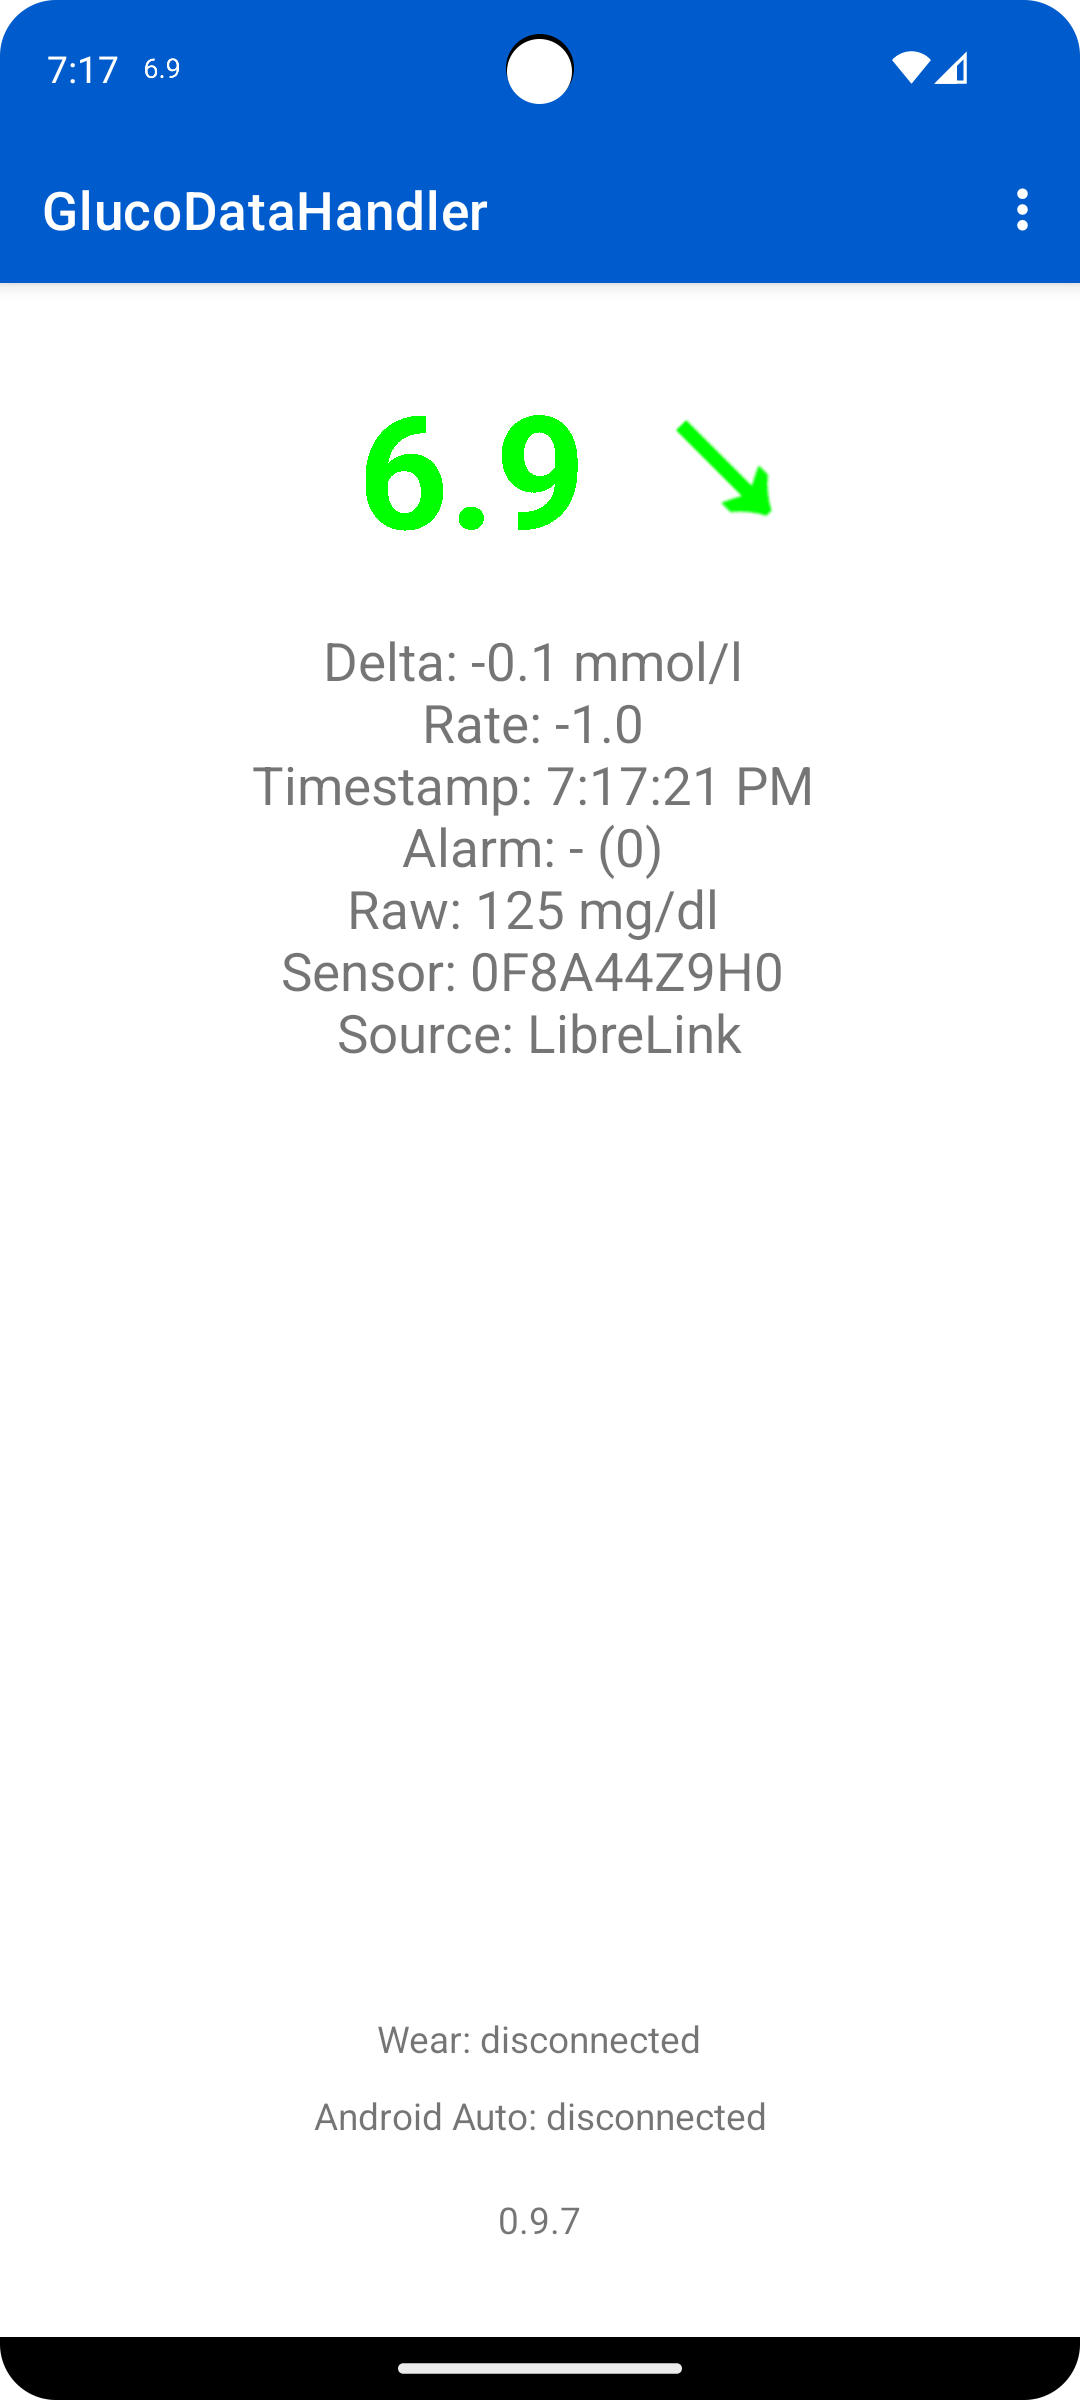 7:17 6.9
GlucoDataHandler
6.9
Delta: -0.1 mmol/l
Rate: -1.0
Timestamp: 7:17:21 PM
Alarm: - (0)
Raw: 125 mg/dl
Sensor: 0F8A44Z9H0
Source: LibreLink
Wear: disconnected
Android Auto: disconnected
0.9.7